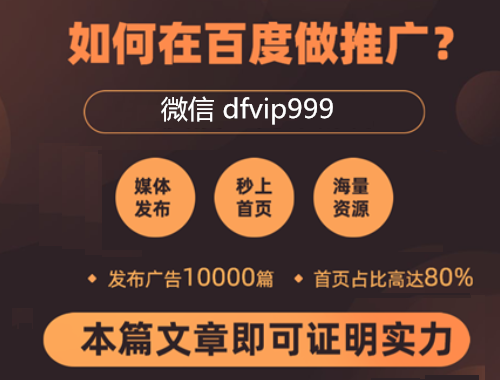 如何在百度做推广？
微信 dfvip999
媒体
发布
秒上
首页
海量
资源
发布广告10000篇
首页占比高达80%
本篇文章即可证明实力